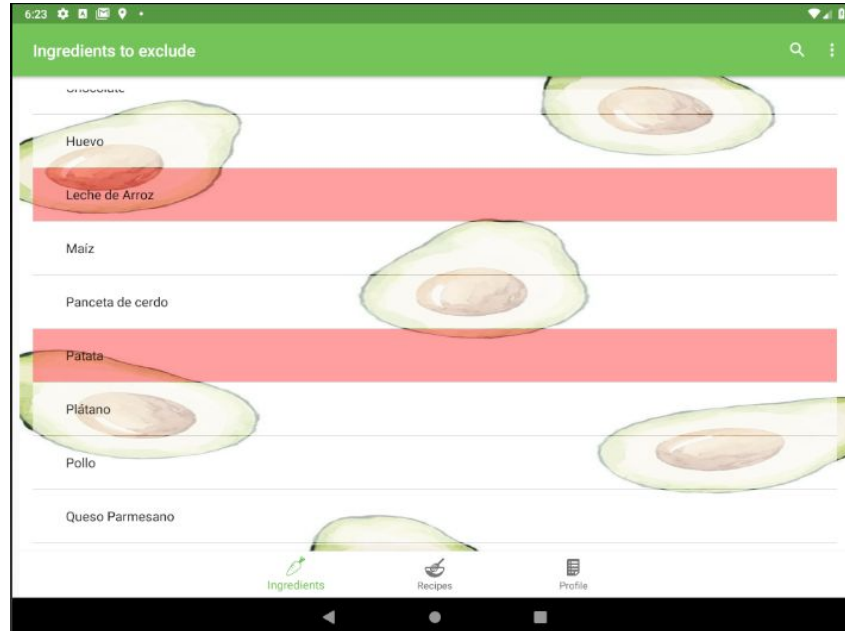 6:23
Ingredients to exclude
Chocolate
Huevo
Leche de Arroz
Maíz
Panceta de cerdo
Patata
Plátano
Pollo
Queso Parmesano
Ingredients Recipes Profile